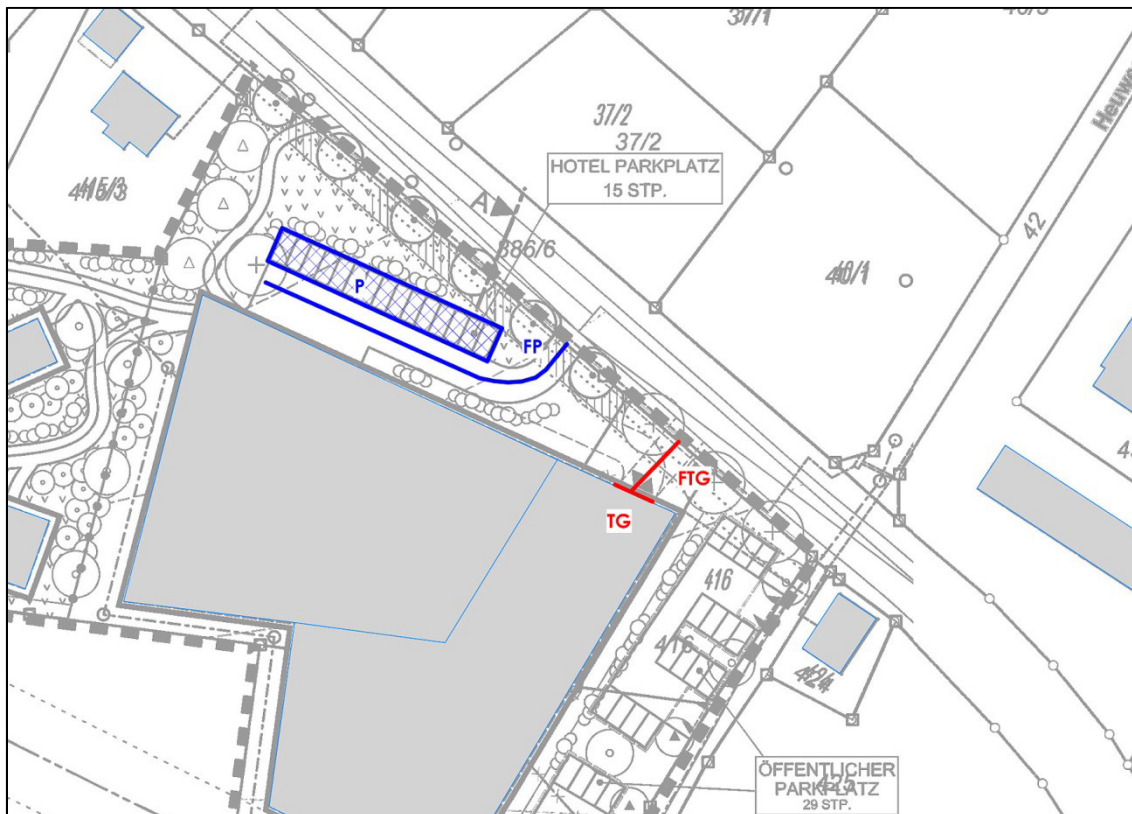 37/1
37/2
37/2
HOTEL PARKPLATZ
15 STP.
42
415/3
A
386/6
40/1
P
FP
FTG
TG
416
416
424
ÖFFENTLICHER
PARKPLATZ
29 STP.